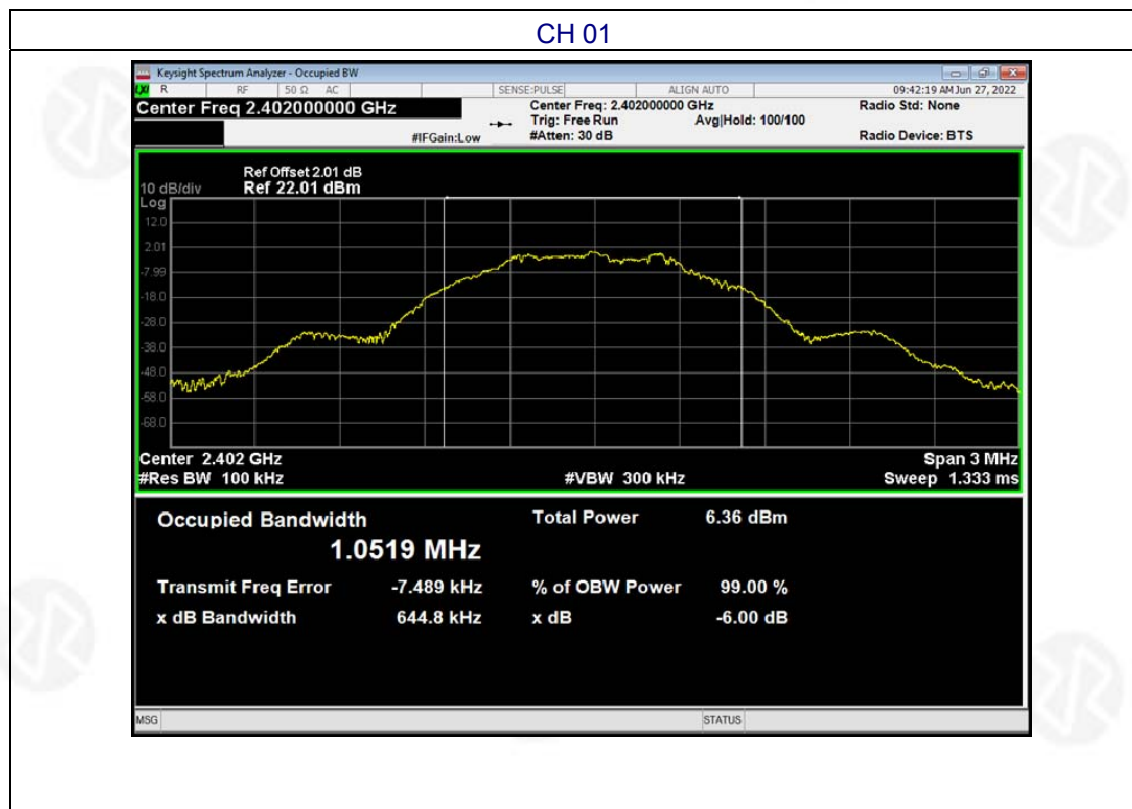 CH 01
Keysight Spectrum Analyzer - Occupied BW
LXI R RF 50 Ω AC SENSE:PULSE ALIGN AUTO 09:42:19 AM Jun 27, 2022
Center Freq 2.402000000 GHz Center Freq: 2.402000000 GHz Radio Std: None
Trig: Free Run Avg|Hold: 100/100
#IFGain:Low #Atten: 30 dB Radio Device: BTS
Ref Offset 2.01 dB
10 dB/div Ref 22.01 dBm
Log
12.0
2.01
-7.99
-18.0
-28.0
-38.0
-48.0
-58.0
-68.0
Center 2.402 GHz Span 3 MHz
#Res BW 100 kHz #VBW 300 kHz Sweep 1.333 ms
Occupied Bandwidth Total Power 6.36 dBm
1.0519 MHz
Transmit Freq Error -7.489 kHz % of OBW Power 99.00 %
x dB Bandwidth 644.8 kHz x dB -6.00 dB
MSG STATUS